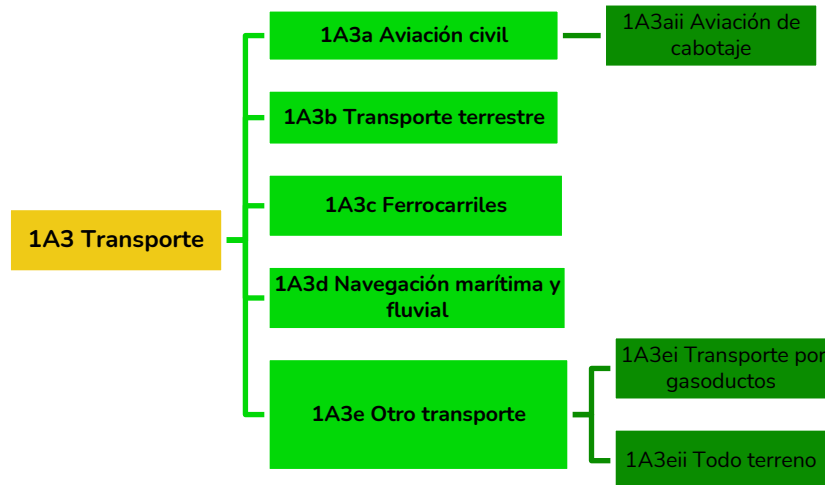 1A3 Transporte
1A3a Aviación civil
1A3aii Aviación de
cabotaje
1A3b Transporte terrestre
1A3c Ferrocarriles
1A3d Navegación marítima y
fluvial
1A3e Otro transporte
1A3ei Transporte por
gasoductos
1A3eii Todo terreno